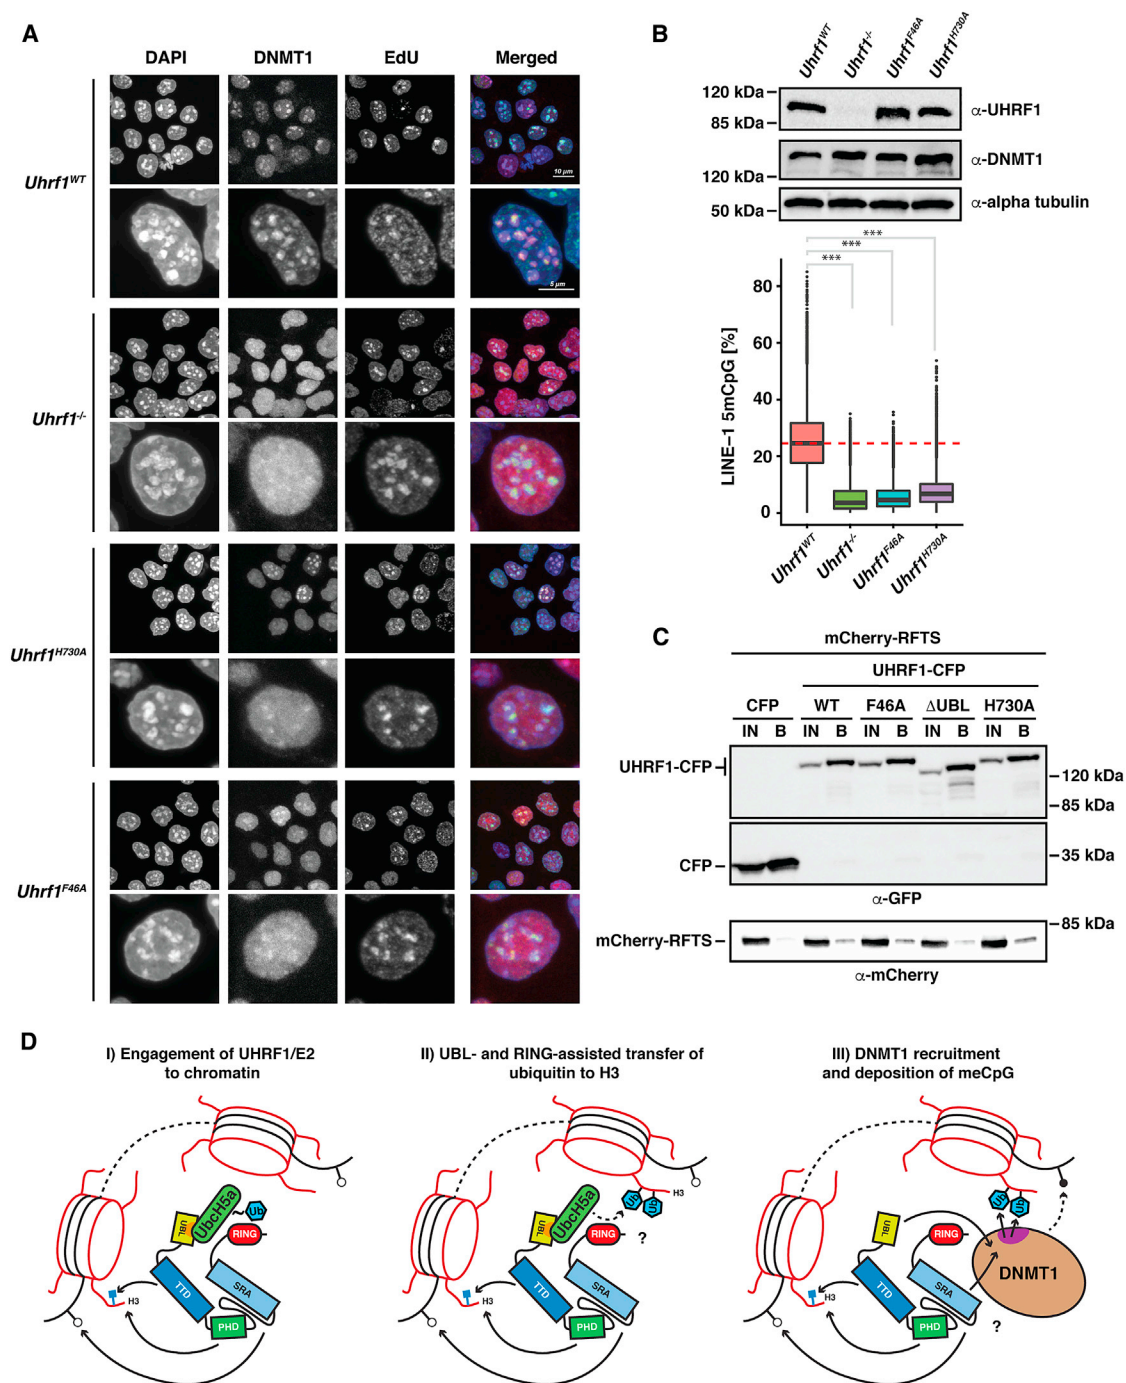 A
DAPI DNMT1 EdU Merged
Uhrf1WT
10 μm
5 μm
Uhrf1-/-
Uhrf1H730A
Uhrf1F46A
B
Uhrf1WT Uhrf1-/- Uhrf1F46A Uhrf1H730A
120 kDa
85 kDa
α-UHRF1
120 kDa
α-DNMT1
50 kDa
α-alpha tubulin
***
***
***
LINE-1 5mCpG [%]
80
60
40
20
0
Uhrf1WT Uhrf1-/- Uhrf1F46A Uhrf1H730A
C
mCherry-RFTS
UHRF1-CFP
CFP WT F46A ΔUBL H730A
IN B IN B IN B IN B IN B
UHRF1-CFP
120 kDa
85 kDa
CFP
35 kDa
α-GFP
85 kDa
mCherry-RFTS
α-mCherry
D
I) Engagement of UHRF1/E2
to chromatin
UBL
UbcH5a
Ub
RING
TTD
SRA
PHD
H3
II) UBL- and RING-assisted transfer of
ubiquitin to H3
H3
Ub
Ub
UBL
UbcH5a
RING
?
TTD
SRA
PHD
H3
III) DNMT1 recruitment
and deposition of meCpG
Ub
Ub
UBL
RING
DNMT1
TTD
SRA
PHD
H3
?